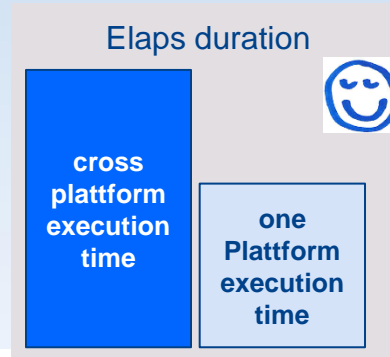 Elaps duration
cross
plattform
execution
time
one
Plattform
execution
time